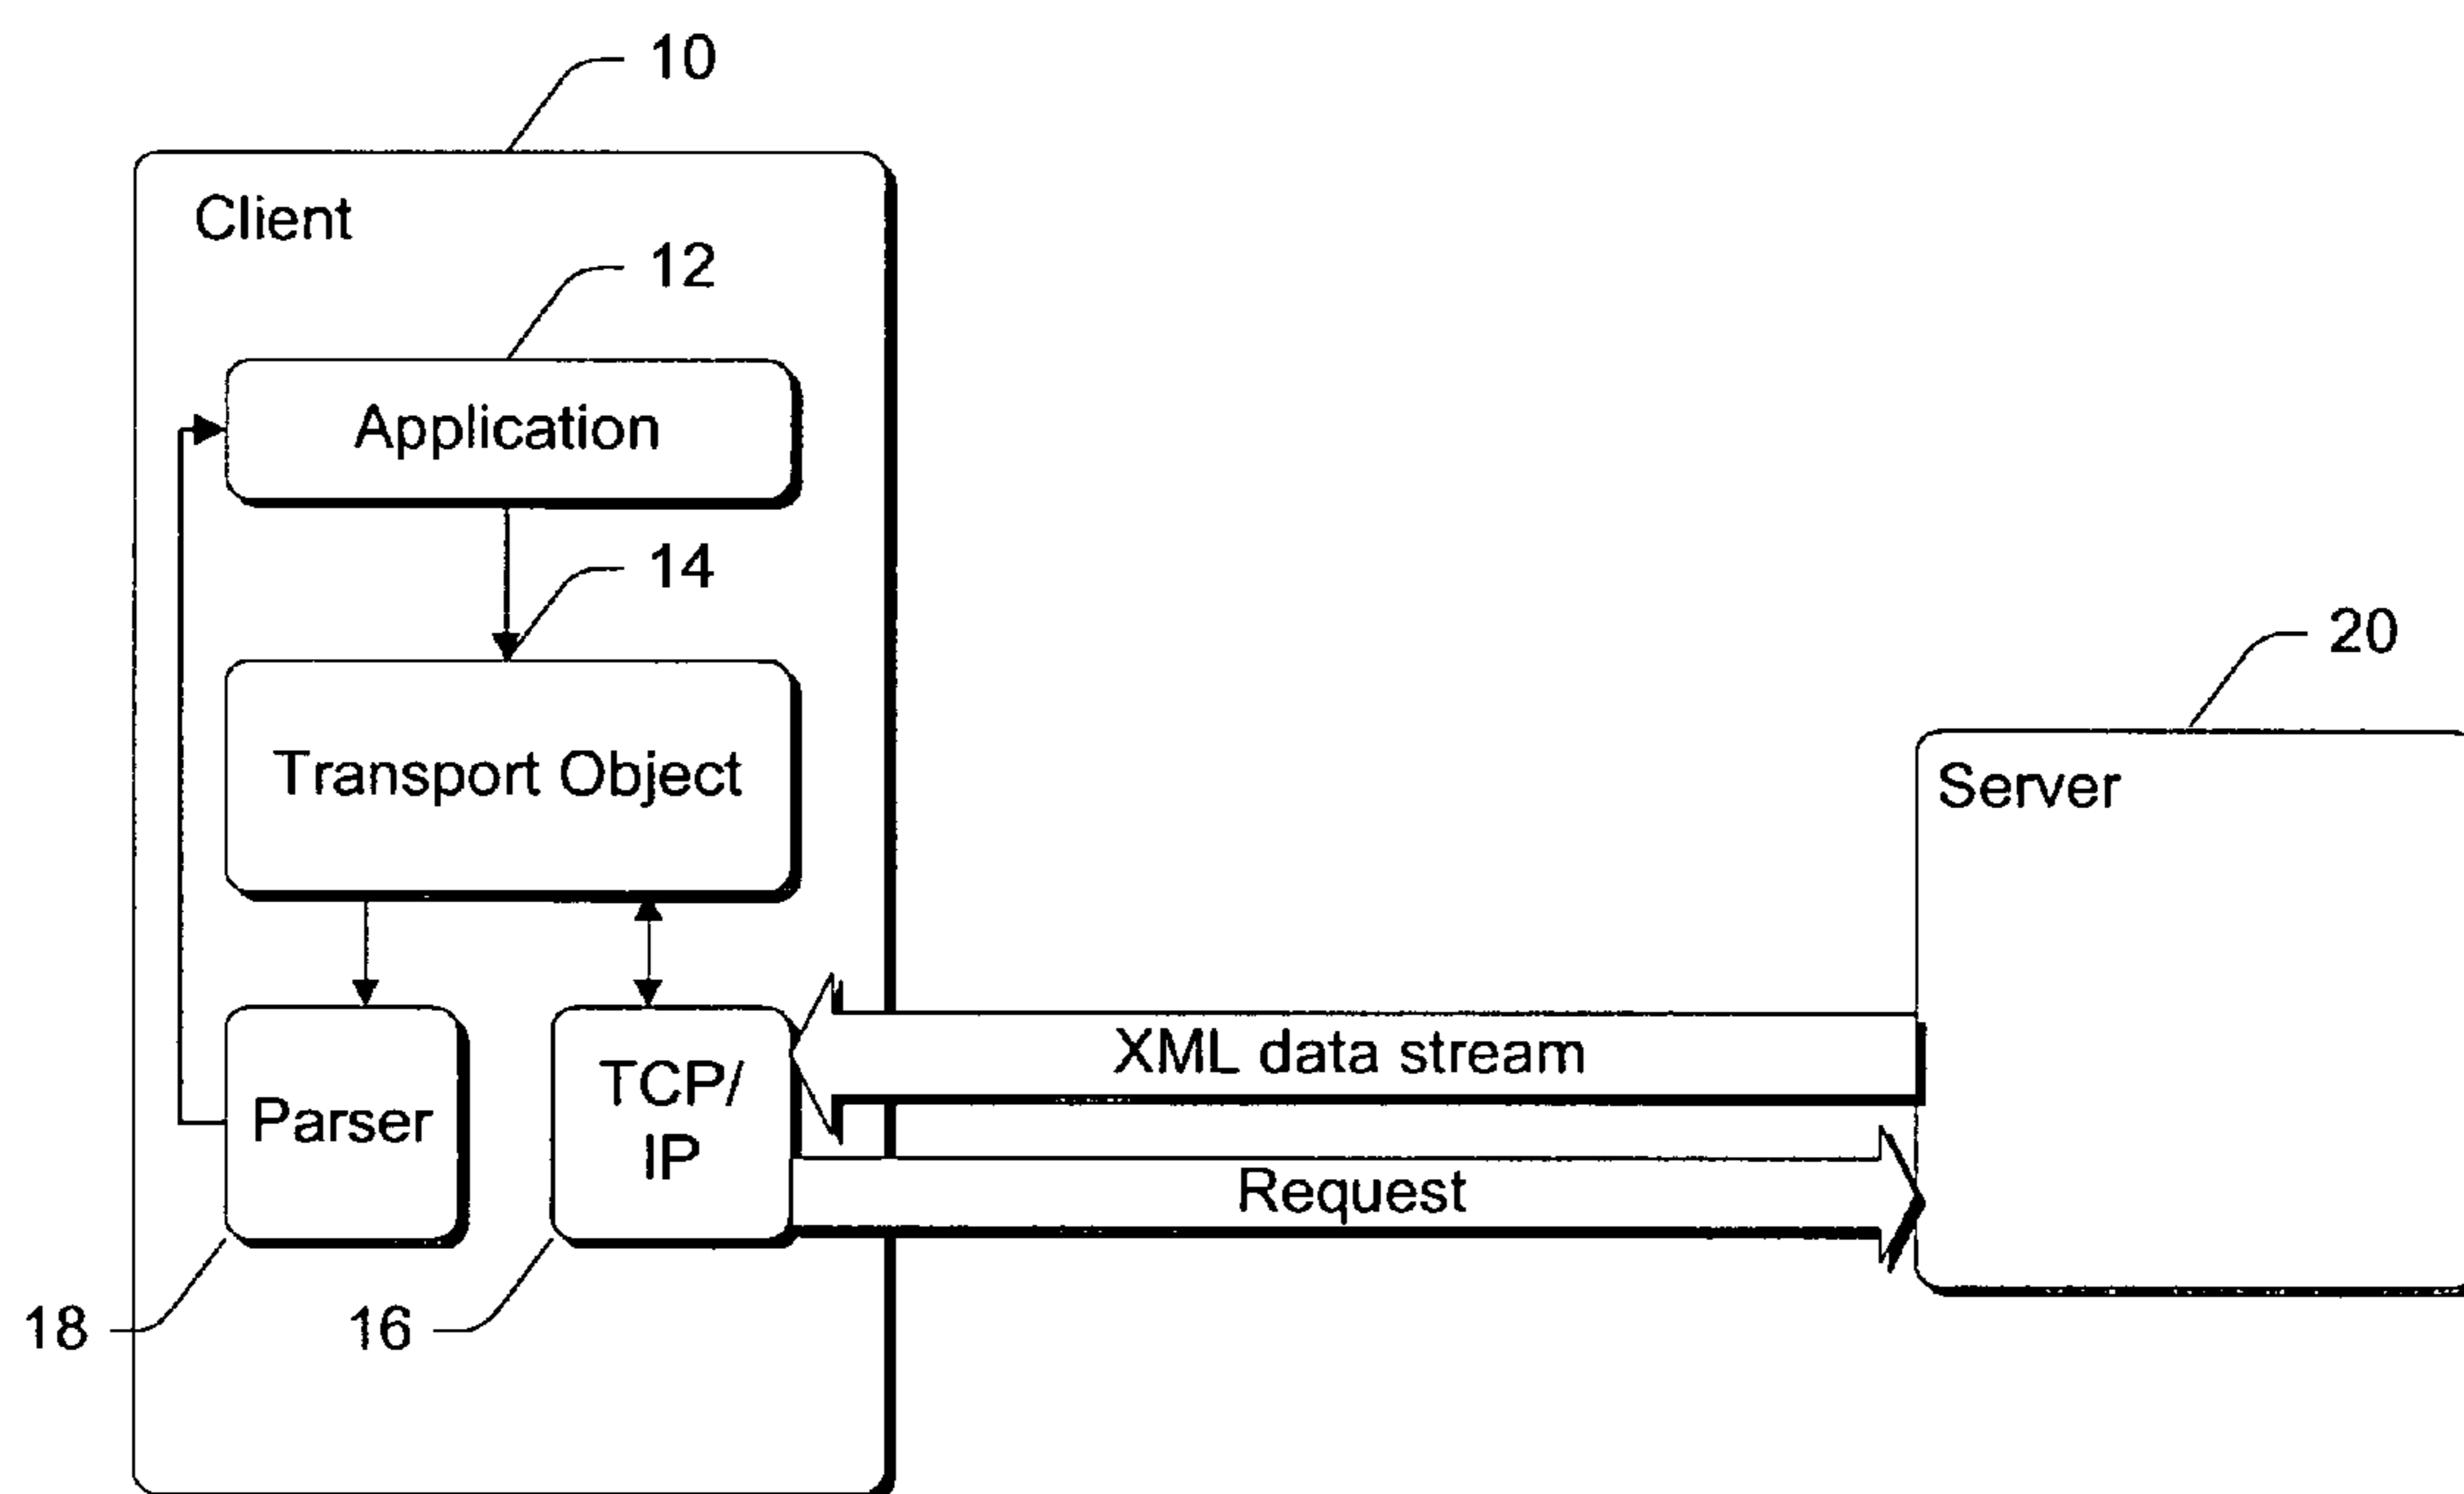 10
Client
12
Application
14
Transport Object
20
Server
XML data stream
TCP/
IP
Parser
Request
18
16